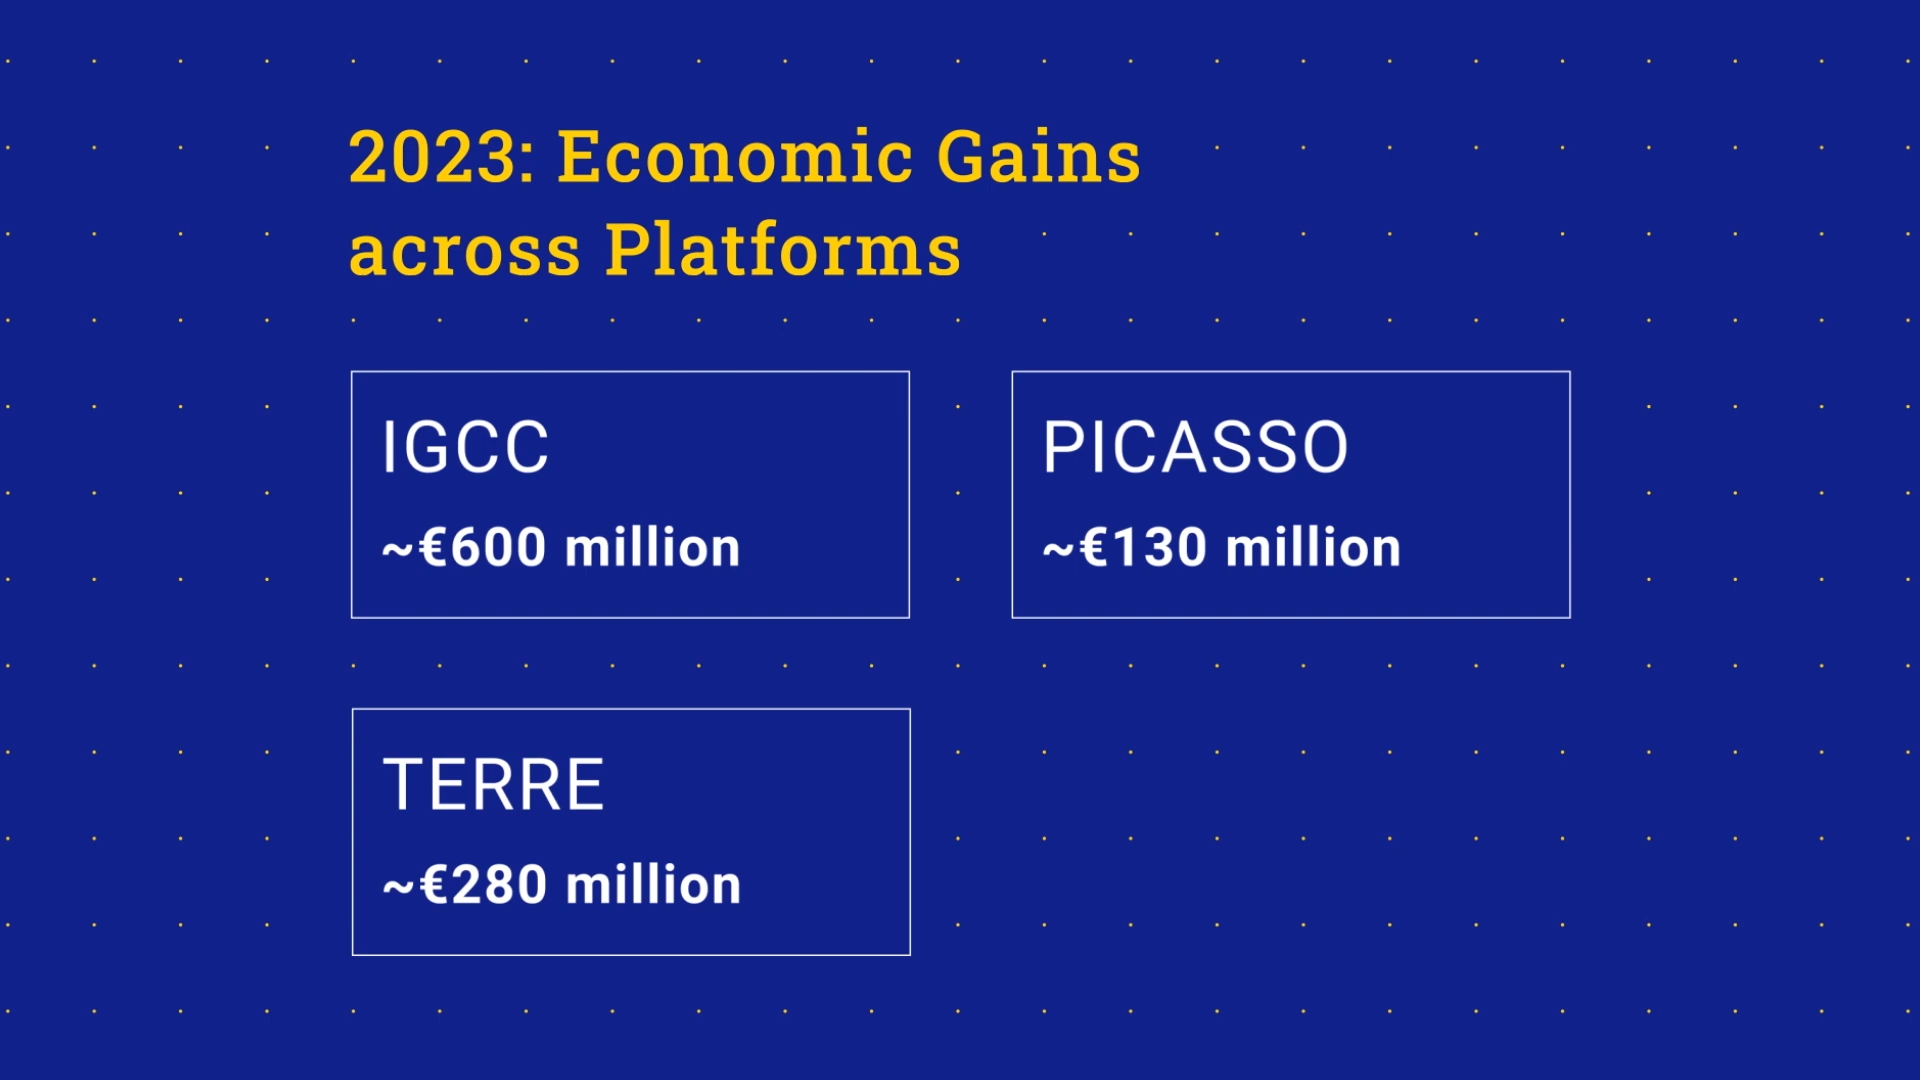 2023: Economic Gains
across Platforms
IGCC
~€600 million
PICASSO
~€130 million
TERRE
~€280 million